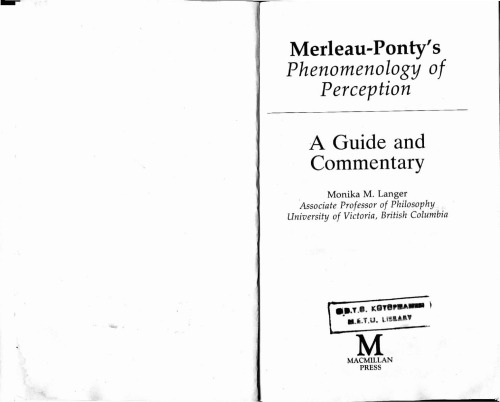 Merleau-Ponty's
Phenomenology of
Perception
A Guide and
Commentary
Monika M. Langer
Associate Professor of Philosophy
University of Victoria, British Columbia
M.E.T.U. LIBRARY
M
MACMILLAN
PRESS